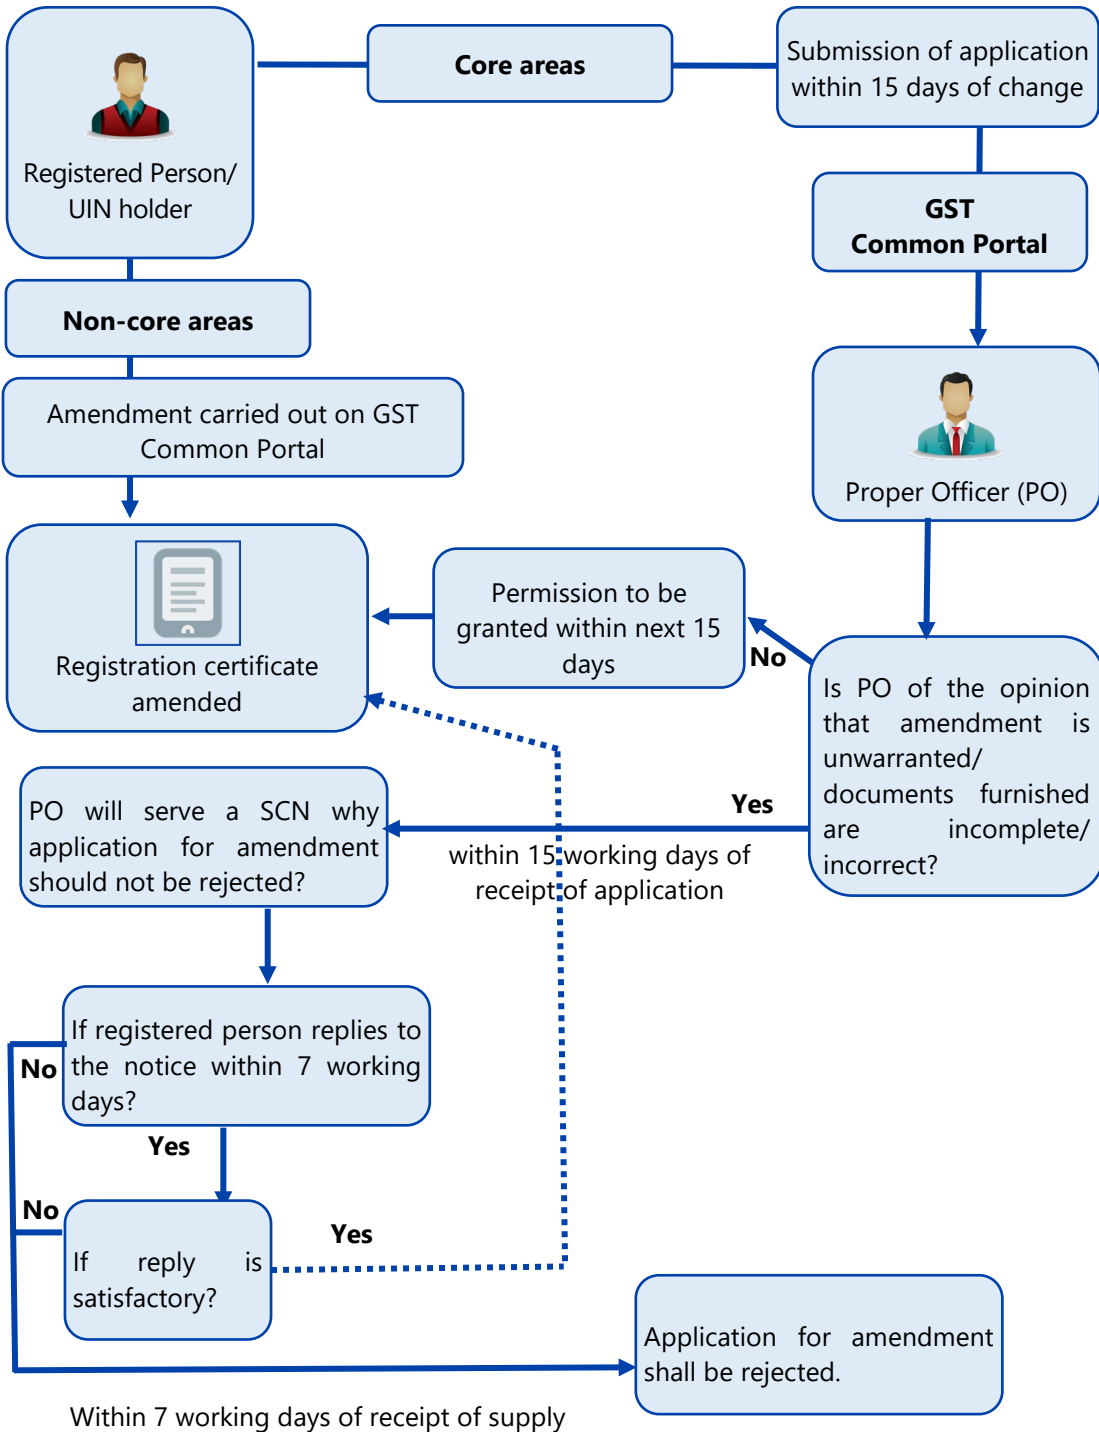 Registered Person/
UIN holder
Core areas
Submission of application
within 15 days of change
GST
Common Portal
Proper Officer (PO)
Non-core areas
Amendment carried out on GST
Common Portal
Registration certificate
amended
Permission to be
granted within next 15
days
No
Is PO of the opinion
that amendment is
unwarranted/
documents furnished
are incomplete/
incorrect?
Yes
within 15 working days of
receipt of application
PO will serve a SCN why
application for amendment
should not be rejected?
If registered person replies to
the notice within 7 working
days?
No
Yes
No
If reply is
satisfactory?
Yes
Application for amendment
shall be rejected.
Within 7 working days of receipt of supply